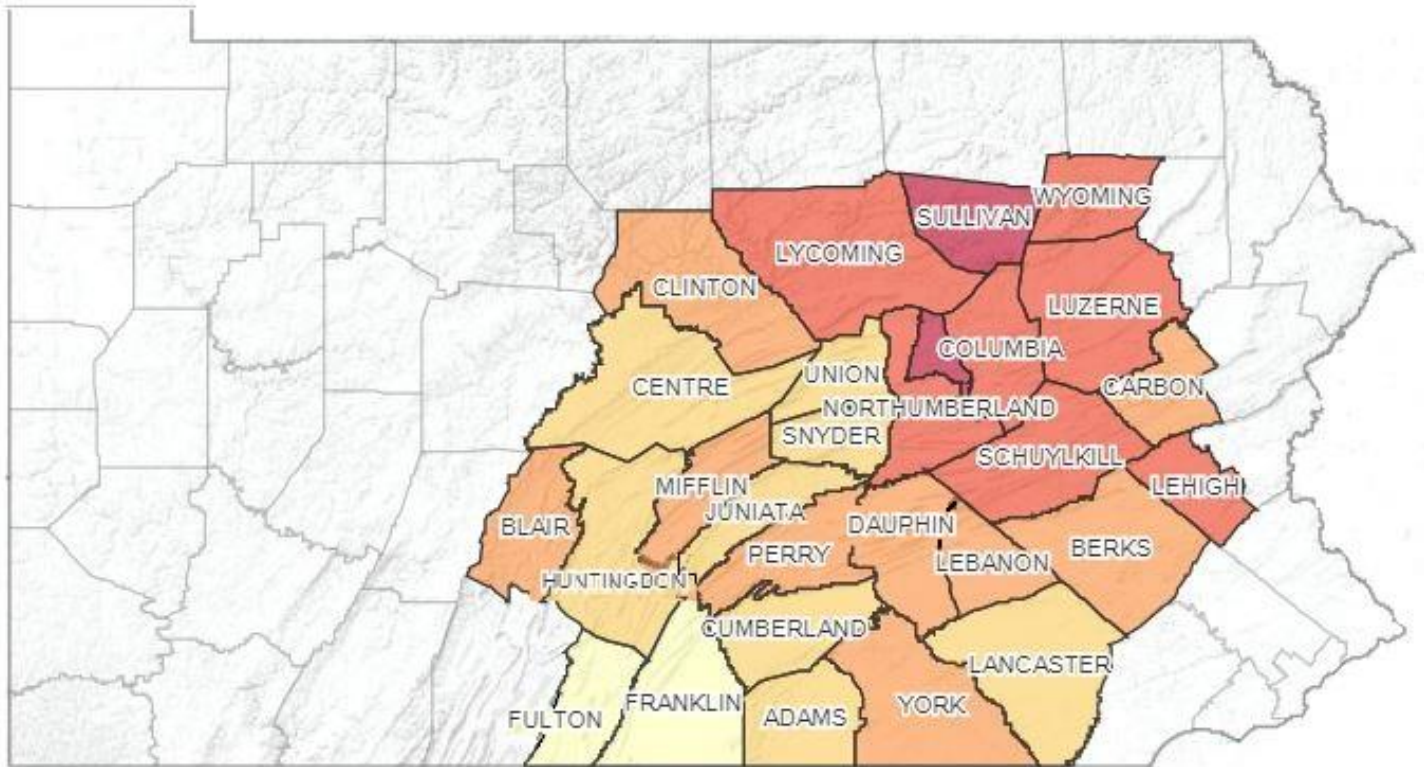 WYOMING
SULLIVAN
LYCOMING
CLINTON
LUZERNE
COLUMBIA
UNION
CENTRE
CARBON
NORTHUMBERLAND
SNYDER
SCHUYLKILL
MIFFLIN
LEHIGH
JUNIATA
BLAIR
DAUPHIN
PERRY
BERKS
LEBANON
HUNTINGDON
CUMBERLAND
LANCASTER
FRANKLIN
YORK
FULTON
ADAMS